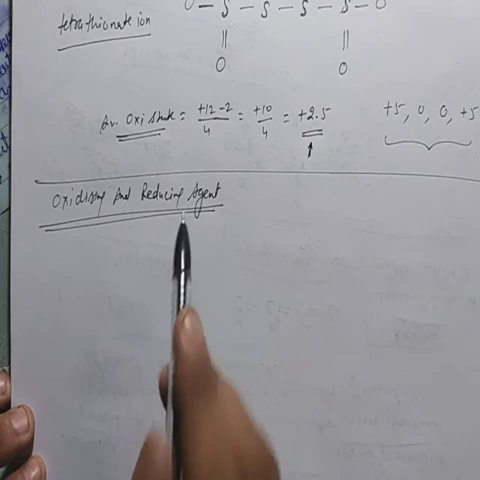 O – S – S – S – S – O
tetrathionate ion
||   ||
O   O
Av. Oxi State = +12-2/4 = +10/4 = +2.5   +5, 0, 0, +5
Oxidising And Reducing Agent